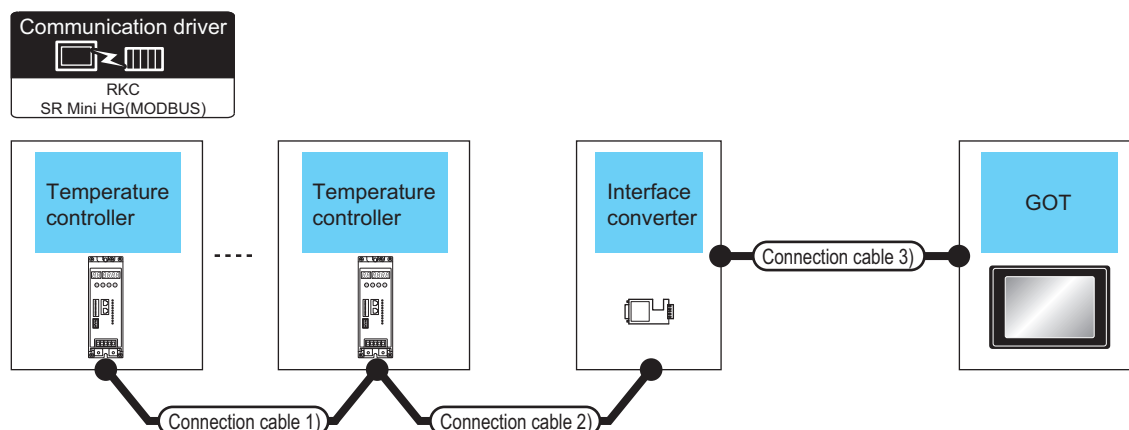 Communication driver
RKC
SR Mini HG(MODBUS)
Temperature
controller
Temperature
controller
Interface
converter
GOT
Connection cable 3)
Connection cable 1)
Connection cable 2)